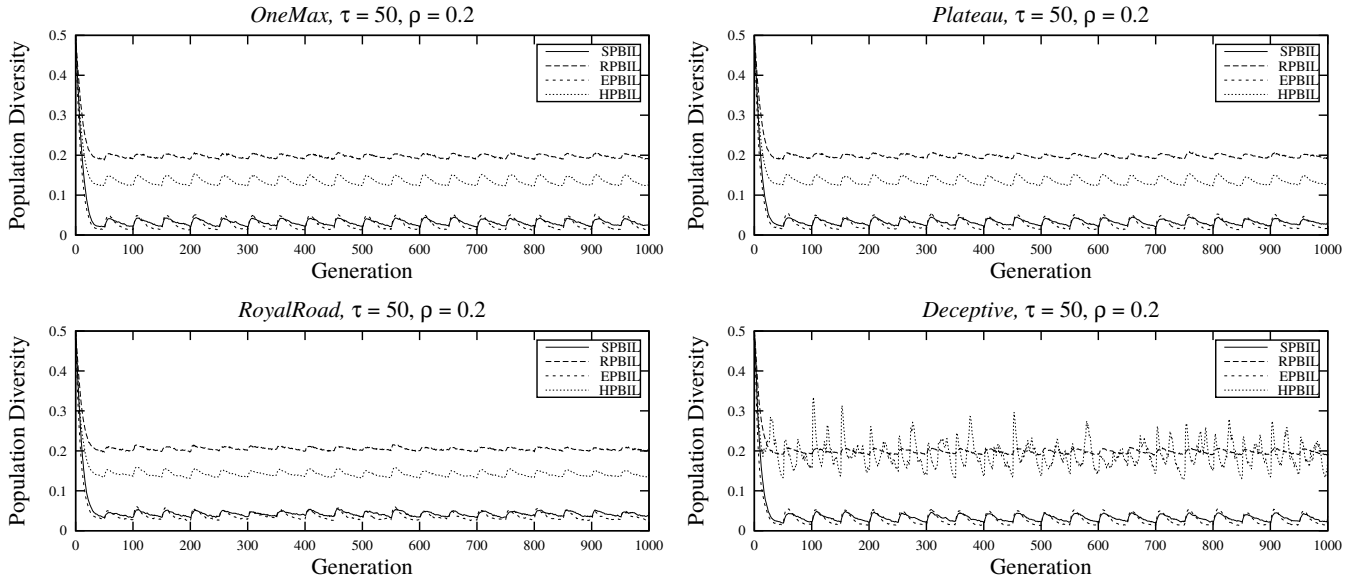 OneMax, τ = 50, ρ = 0.2
Population Diversity
0.5
0.4
0.3
0.2
0.1
0
SPBIL
RPBIL
EPBIL
HPBIL
0 100 200 300 400 500 600 700 800 900 1000
Generation
Plateau, τ = 50, ρ = 0.2
Population Diversity
0.5
0.4
0.3
0.2
0.1
0
SPBIL
RPBIL
EPBIL
HPBIL
0 100 200 300 400 500 600 700 800 900 1000
Generation
RoyalRoad, τ = 50, ρ = 0.2
Population Diversity
0.5
0.4
0.3
0.2
0.1
0
SPBIL
RPBIL
EPBIL
HPBIL
0 100 200 300 400 500 600 700 800 900 1000
Generation
Deceptive, τ = 50, ρ = 0.2
Population Diversity
0.5
0.4
0.3
0.2
0.1
0
SPBIL
RPBIL
EPBIL
HPBIL
0 100 200 300 400 500 600 700 800 900 1000
Generation